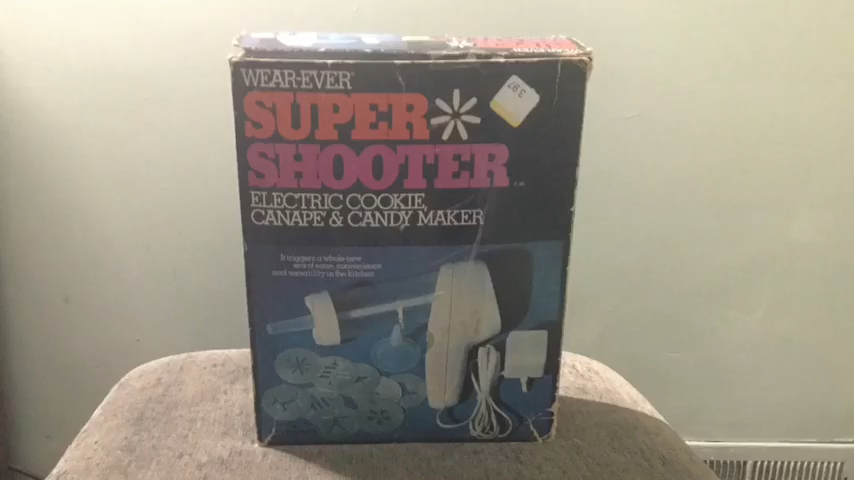 WEAR-EVER®
SUPER
SHOOTER
ELECTRIC COOKIE,
CANAPE & CANDY MAKER
It triggers a whole new
era of ease, convenience
and versatility in the kitchen
3.97